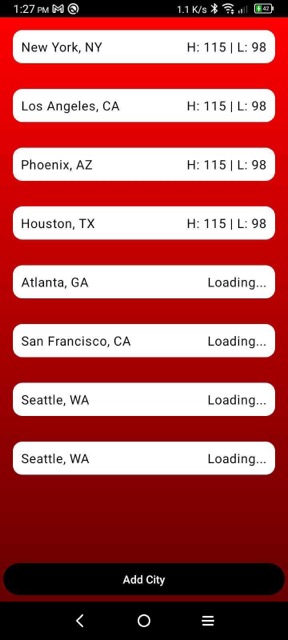 1:27 PM 1.1 K/s 42
New York, NY H: 115 | L: 98
Los Angeles, CA H: 115 | L: 98
Phoenix, AZ H: 115 | L: 98
Houston, TX H: 115 | L: 98
Atlanta, GA Loading...
San Francisco, CA Loading...
Seattle, WA Loading...
Seattle, WA Loading...
Add City